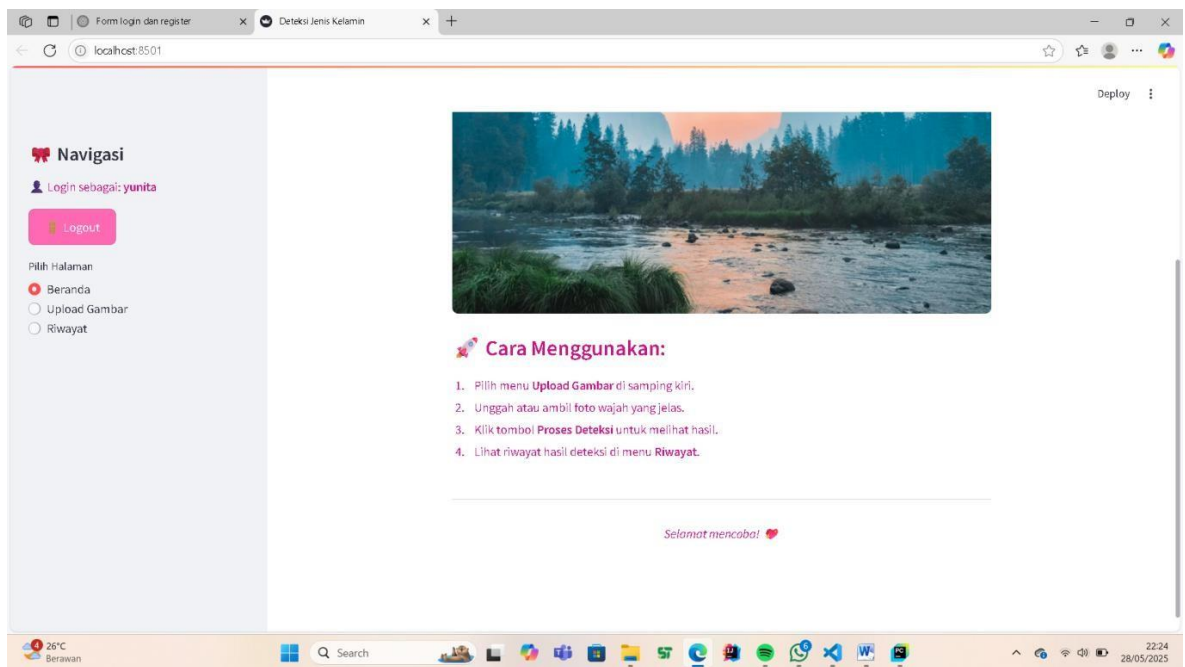 Form login dan register
Deteksi Jenis Kelamin
localhost:8501
Deploy
Navigasi
Login sebagai: yunita
Logout
Pilih Halaman
Beranda
Upload Gambar
Riwayat
Cara Menggunakan:
1. Pilih menu Upload Gambar di samping kiri.
2. Unggah atau ambil foto wajah yang jelas.
3. Klik tombol Proses Deteksi untuk melihat hasil.
4. Lihat riwayat hasil deteksi di menu Riwayat.
Selamat mencoba!
4
26°C
Berawan
Search
ST
6
22:24
28/05/2025